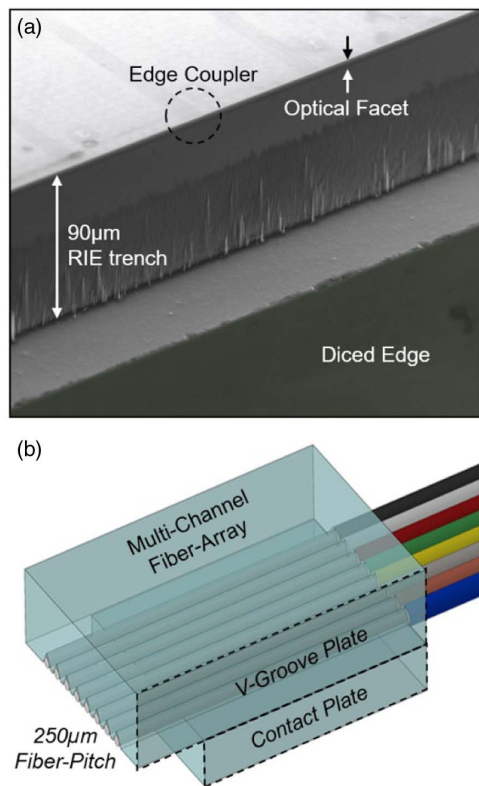 (a)
Edge Coupler
Optical Facet
90µm
RIE trench
Diced Edge
(b)
Multi-Channel
Fiber-Array
V-Groove Plate
Contact Plate
250µm
Fiber-Pitch